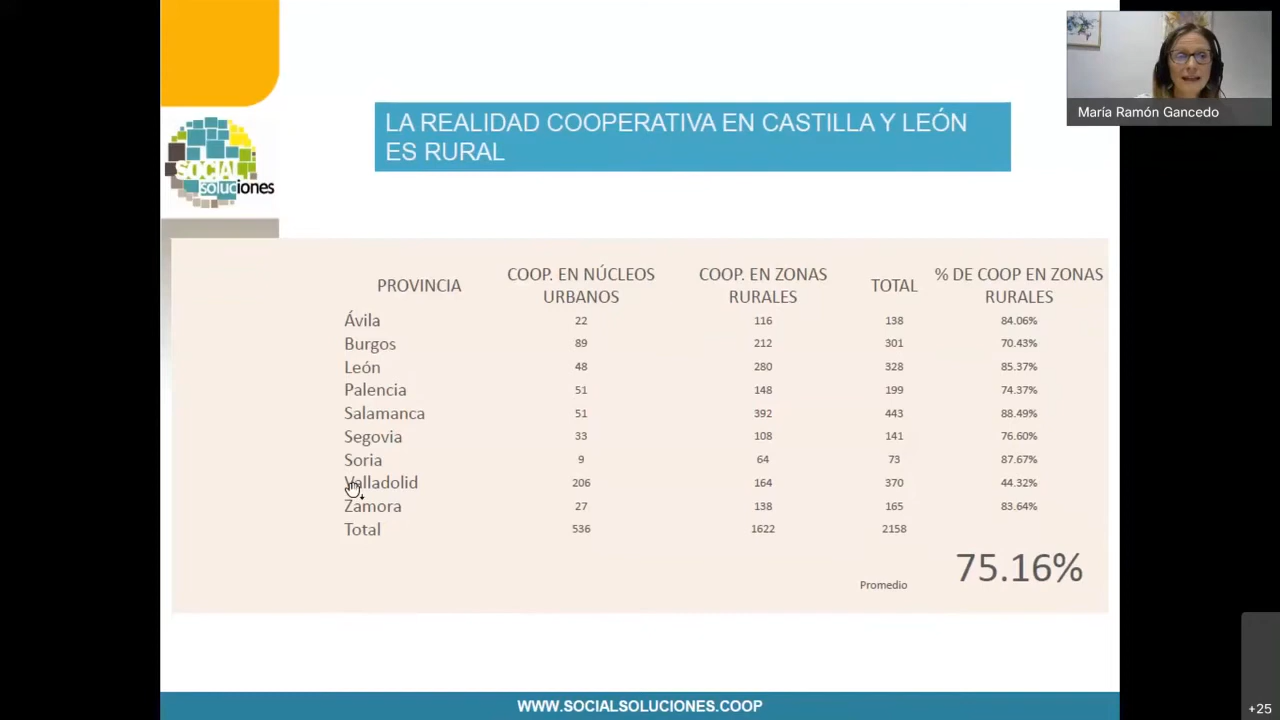 María Ramón Gancedo
LA REALIDAD COOPERATIVA EN CASTILLA Y LEÓN
ES RURAL
SOCIAL
soluciones
PROVINCIA COOP. EN NÚCLEOS URBANOS COOP. EN ZONAS RURALES TOTAL % DE COOP EN ZONAS RURALES
Ávila 22 116 138 84.06%
Burgos 89 212 301 70.43%
León 48 280 328 85.37%
Palencia 51 148 199 74.37%
Salamanca 51 392 443 88.49%
Segovia 33 108 141 76.60%
Soria 9 64 73 87.67%
Valladolid 206 164 370 44.32%
Zamora 27 138 165 83.64%
Total 536 1622 2158
Promedio 75.16%
WWW.SOCIALSOLUCIONES.COOP
+25